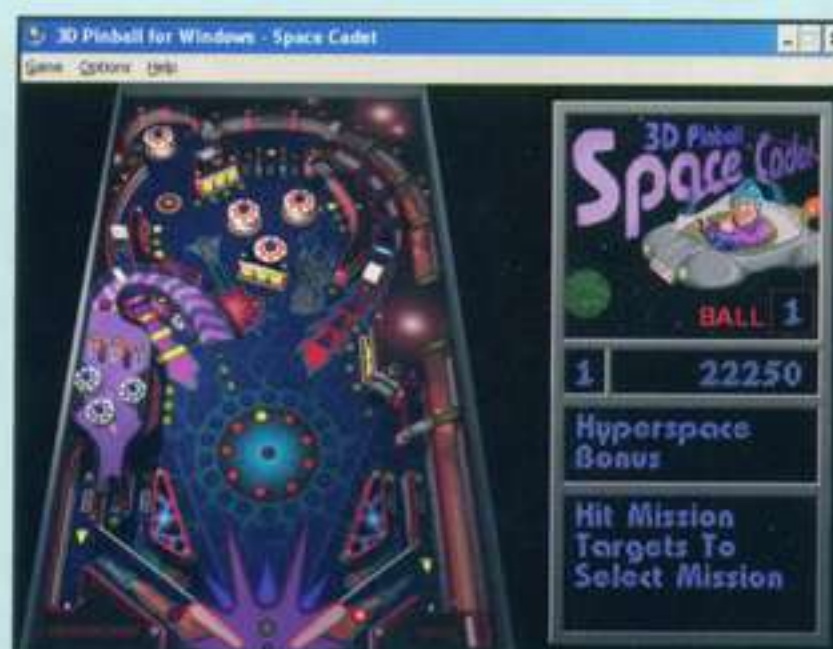 3D Pinball for Windows - Space Cadet
Game Options Help
3D Pinball
Space Cadet
BALL 1
1 22250
Hyperspace
Bonus
Hit Mission
Targets To
Select Mission